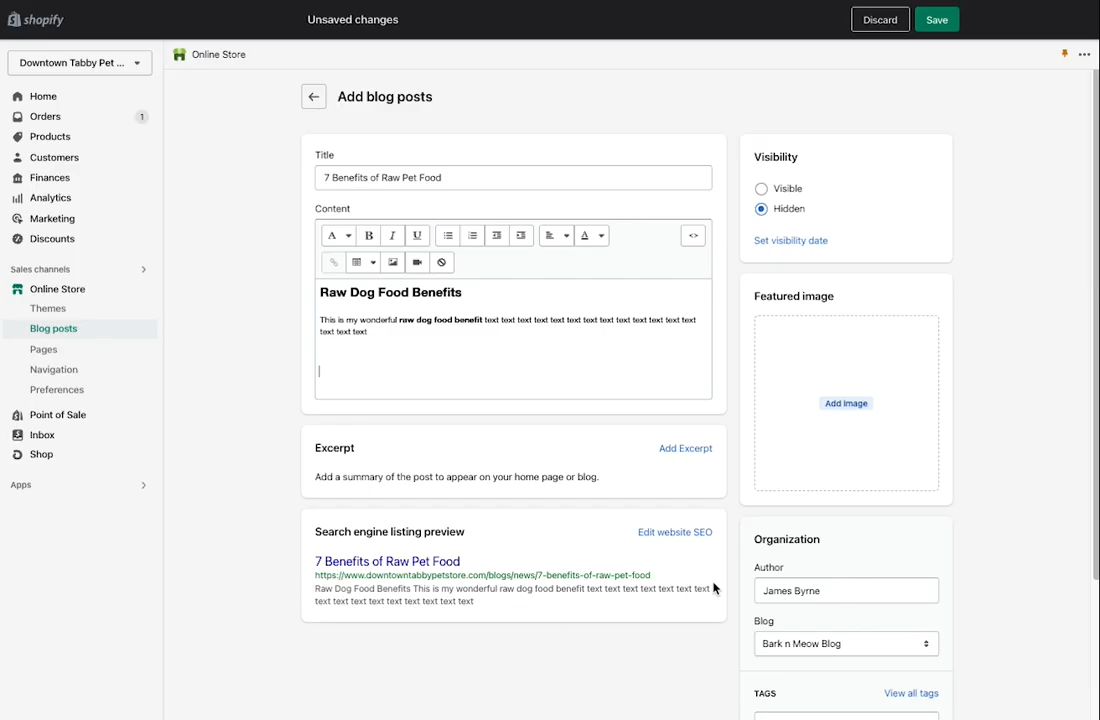 shopify
Unsaved changes
Discard
Save
Downtown Tabby Pet ...
Online Store
Home
Orders
1
Products
Customers
Finances
Analytics
Marketing
Discounts
Sales channels
Online Store
Themes
Blog posts
Pages
Navigation
Preferences
Point of Sale
Inbox
Shop
Apps
Add blog posts
Title
7 Benefits of Raw Pet Food
Content
A B I U A <>
Raw Dog Food Benefits
This is my wonderful raw dog food benefit text text text text text text text text text text text text text
text text text
Excerpt
Add Excerpt
Add a summary of the post to appear on your home page or blog.
Search engine listing preview
Edit website SEO
7 Benefits of Raw Pet Food
https://www.downtowntabbypetstore.com/blogs/news/7-benefits-of-raw-pet-food
Raw Dog Food Benefits This is my wonderful raw dog food benefit text text text text text text text
text text text text text text text text text
Visibility
Visible
Hidden
Set visibility date
Featured image
Add image
Organization
Author
James Byrne
Blog
Bark n Meow Blog
TAGS
View all tags